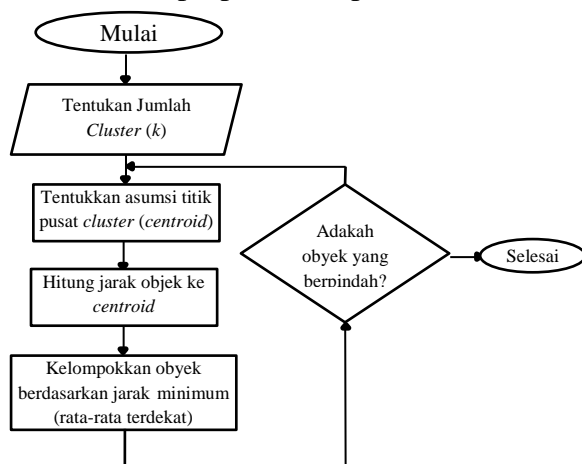 Mulai
Tentukan Jumlah
Cluster (k)
Tentukkan asumsi titik
pusat cluster (centroid)
Hitung jarak objek ke
centroid
Kelompokkan obyek
berdasarkan jarak minimum
(rata-rata terdekat)
Adakah
obyek yang
berpindah?
Selesai